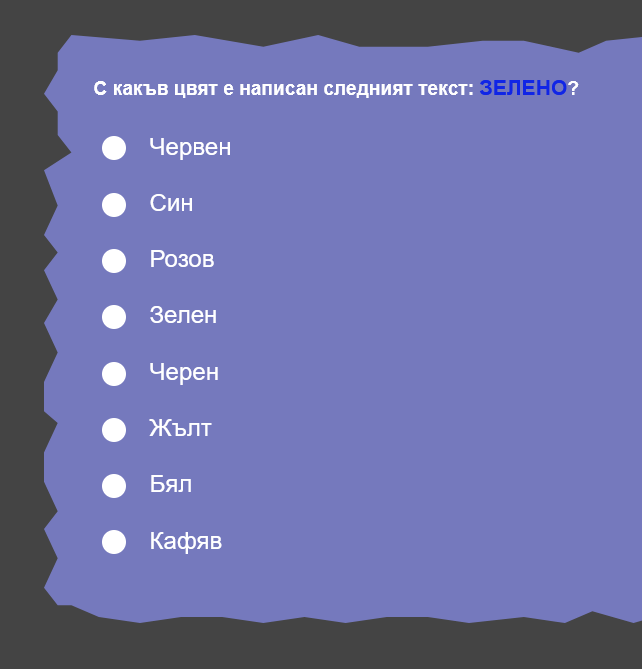 С какъв цвят е написан следният текст: ЗЕЛЕНО?
Червен
Син
Розов
Зелен
Черен
Жълт
Бял
Кафяв